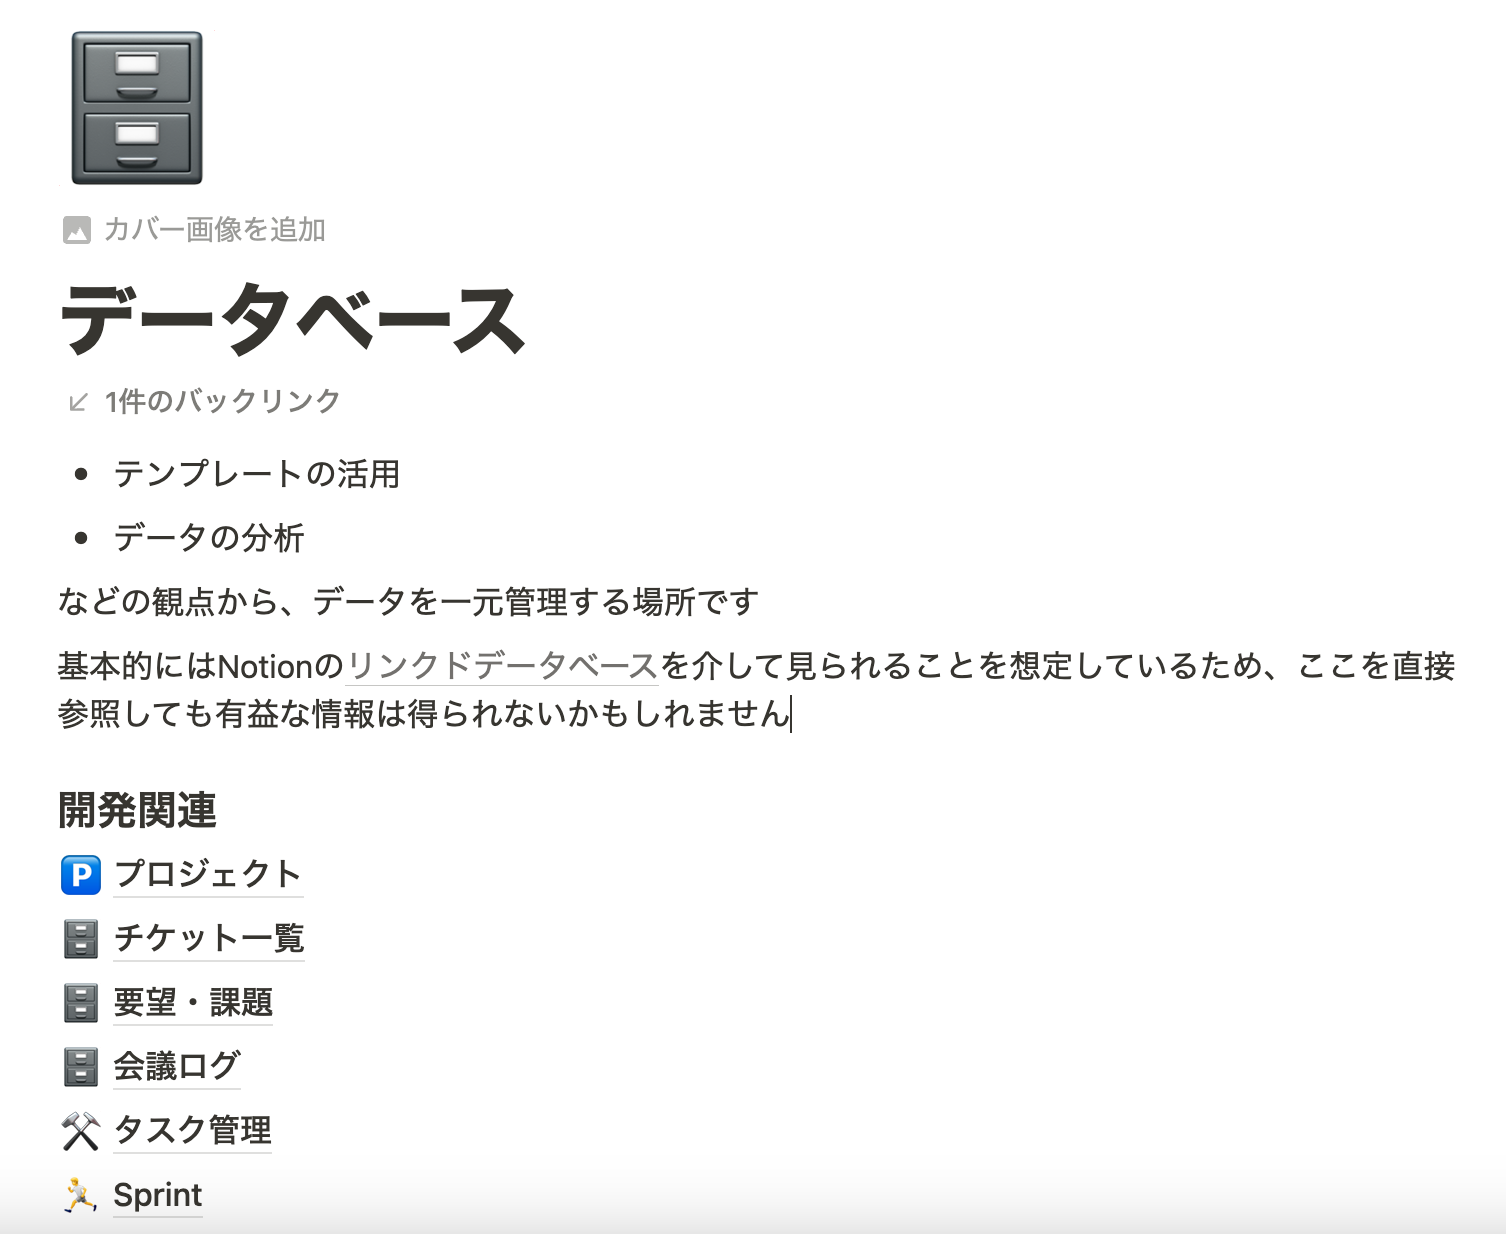 カバー画像を追加
データベース
1件のバックリンク
• テンプレートの活用
• データの分析
などの観点から、データを一元管理する場所です
基本的にはNotionのリンクドデータベースを介して見られることを想定しているため、ここを直接
参照しても有益な情報は得られないかもしれません
開発関連
P プロジェクト
チケット一覧
要望・課題
会議ログ
タスク管理
Sprint